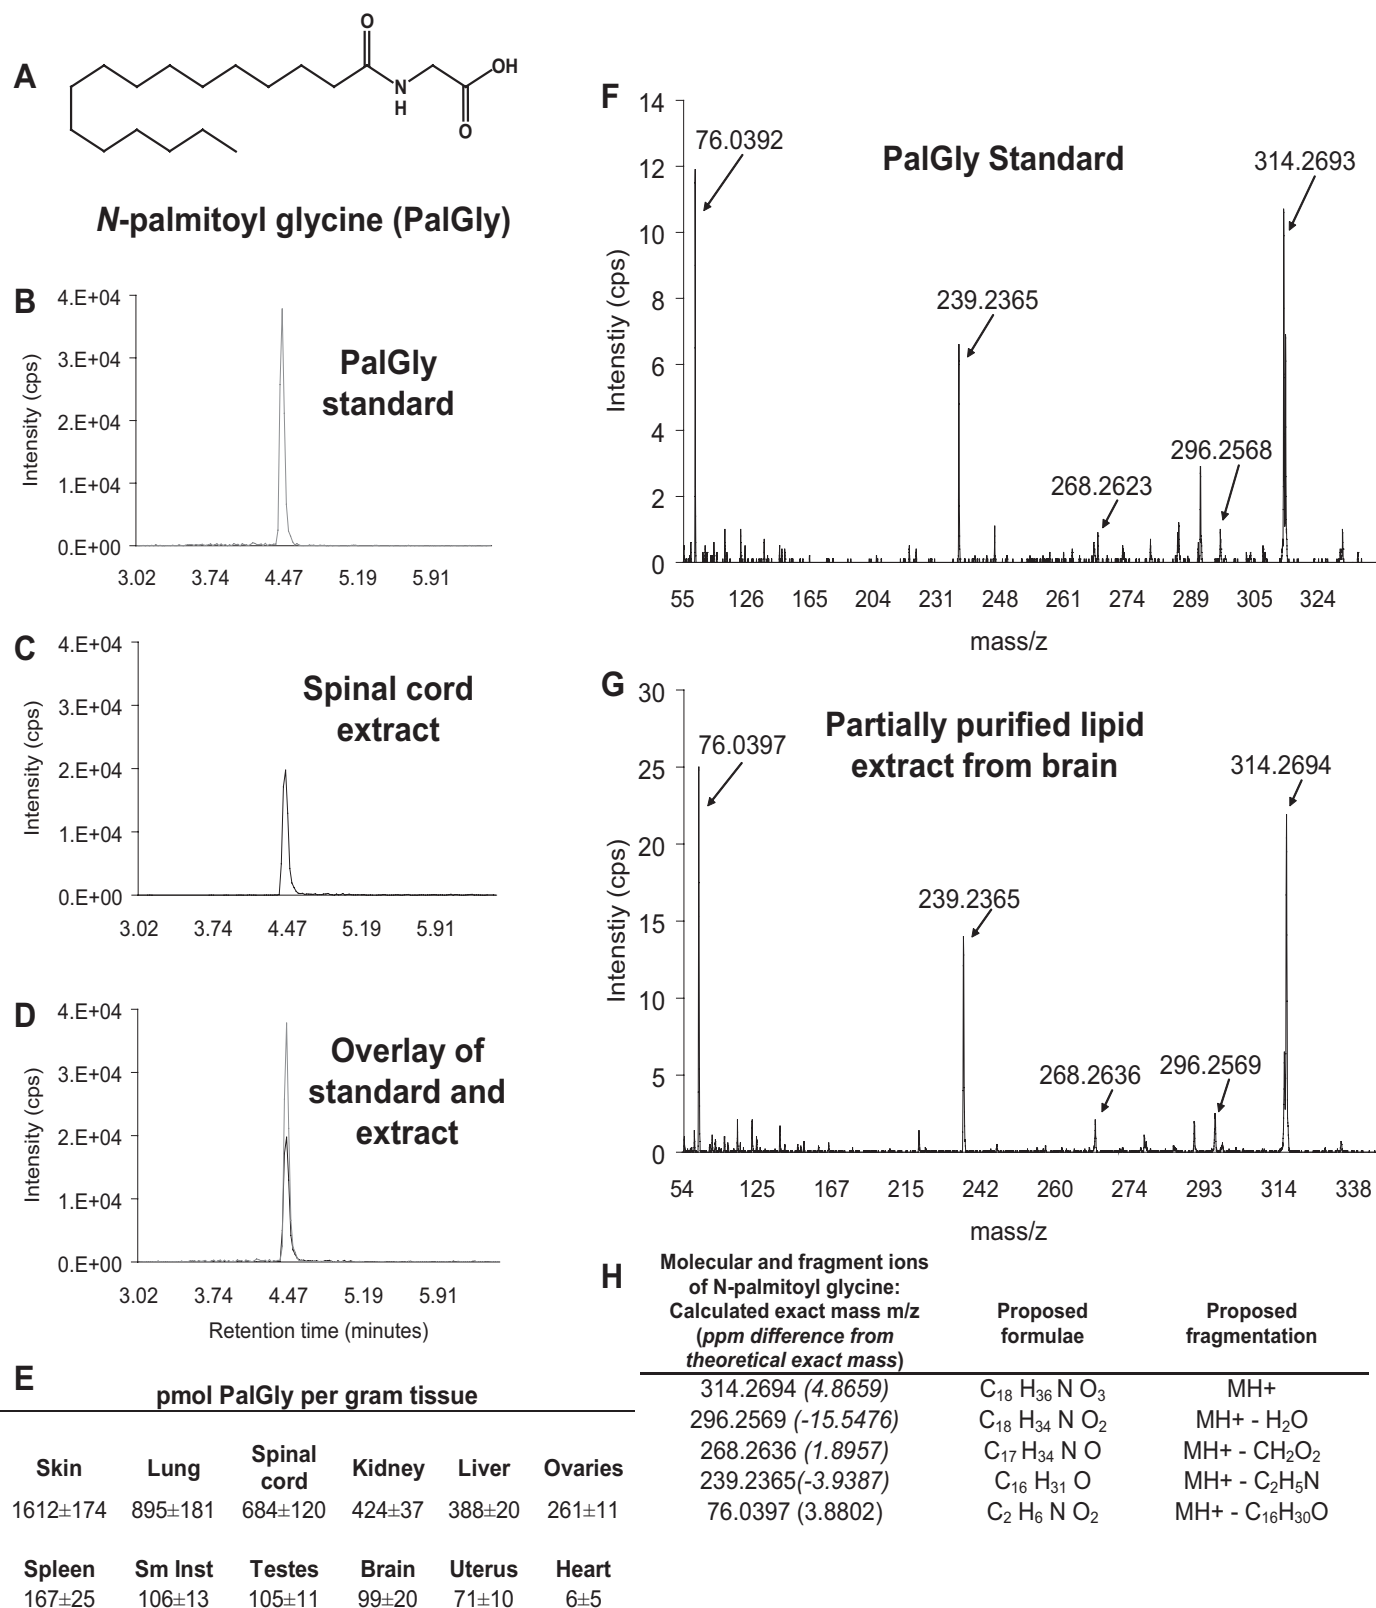 A
O
N
H
OH
O
N-palmitoyl glycine (PalGly)
B
4.E+04
3.E+04
2.E+04
1.E+04
0.E+00
Intensity (cps)
PalGly
standard
3.02 3.74 4.47 5.19 5.91
C
4.E+04
3.E+04
2.E+04
1.E+04
0.E+00
Intensity (cps)
Spinal cord
extract
3.02 3.74 4.47 5.19 5.91
D
4.E+04
3.E+04
2.E+04
1.E+04
0.E+00
Intensity (cps)
Overlay of
standard and
extract
3.02 3.74 4.47 5.19 5.91
Retention time (minutes)
E
pmol PalGly per gram tissue
Skin Lung Spinal cord Kidney Liver Ovaries
1612±174 895±181 684±120 424±37 388±20 261±11
Spleen Sm Inst Testes Brain Uterus Heart
167±25 106±13 105±11 99±20 71±10 6±5
F
14
12
10
8
6
4
2
0
Intenstiy (cps)
PalGly Standard
76.0392
239.2365
268.2623
296.2568
314.2693
55 126 165 204 231 248 261 274 289 305 324
mass/z
G
30
25
20
15
10
5
0
Intenstiy (cps)
Partially purified lipid
extract from brain
76.0397
239.2365
268.2636
296.2569
314.2694
54 125 167 215 242 260 274 293 314 338
mass/z
H
Molecular and fragment ions
of N-palmitoyl glycine:
Calculated exact mass m/z
(ppm difference from
theoretical exact mass)
Proposed
formulae
Proposed
fragmentation
314.2694 (4.8659) C18 H36 N O3 MH+
296.2569 (-15.5476) C18 H34 N O2 MH+ - H2O
268.2636 (1.8957) C17 H34 N O MH+ - CH2O2
239.2365(-3.9387) C16 H31 O MH+ - C2H5N
76.0397 (3.8802) C2 H6 N O2 MH+ - C16H30O